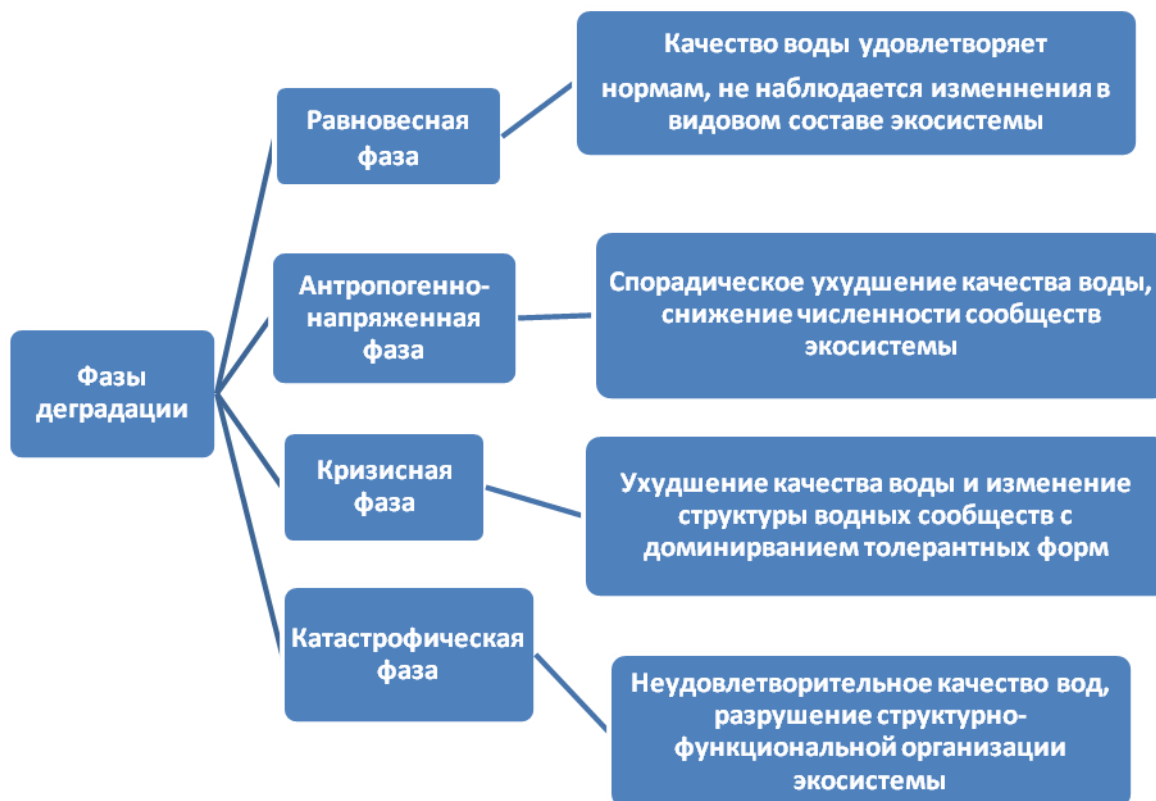 Фазы
деградации
Равновесная
фаза
Качество воды удовлетворяет
нормам, не наблюдается изменнения в
видовом составе экосистемы
Антропогенно-
напряженная
фаза
Спорадическое ухудшение качества воды,
снижение численности сообществ
экосистемы
Кризисная
фаза
Ухудшение качества воды и изменение
структуры водных сообществ с
доминирванием толерантных форм
Катастрофическая
фаза
Неудовлетворительное качество вод,
разрушение структурно-
функциональной организации
экосистемы